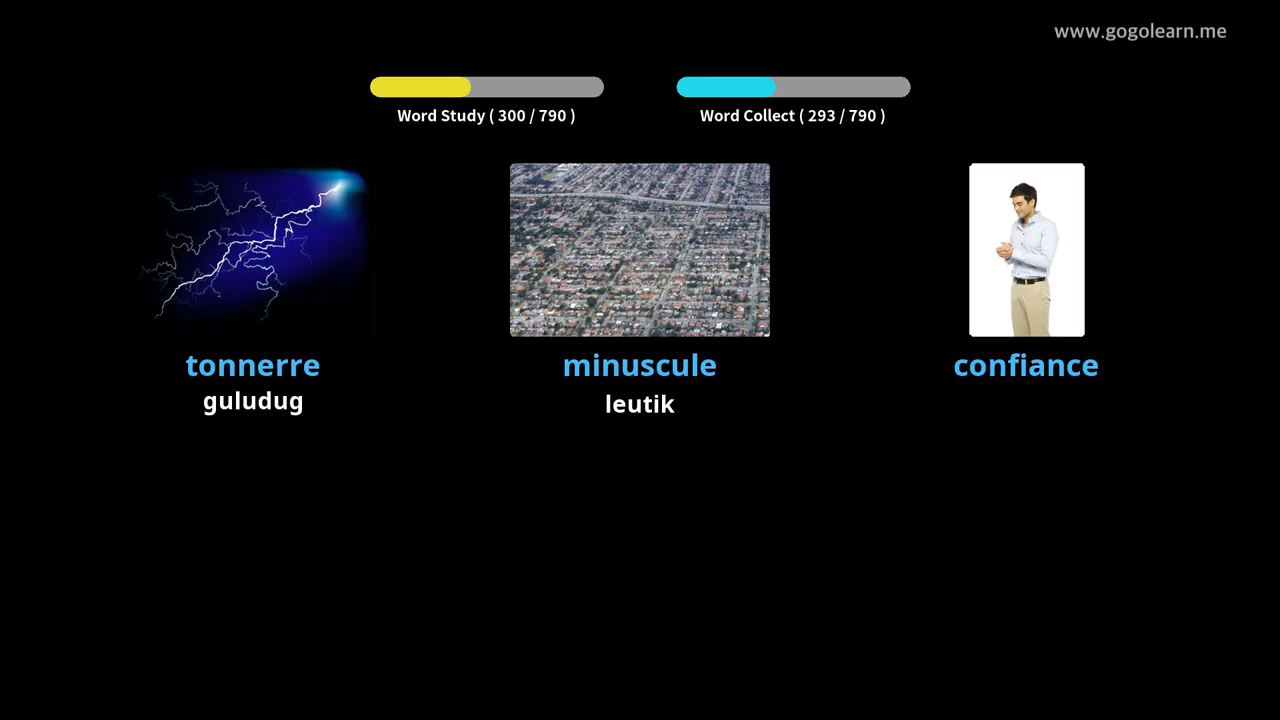 www.gogolearn.me
Word Study ( 300 / 790 )
Word Collect ( 293 / 790 )
tonnerre
guludug
minuscule
leutik
confiance